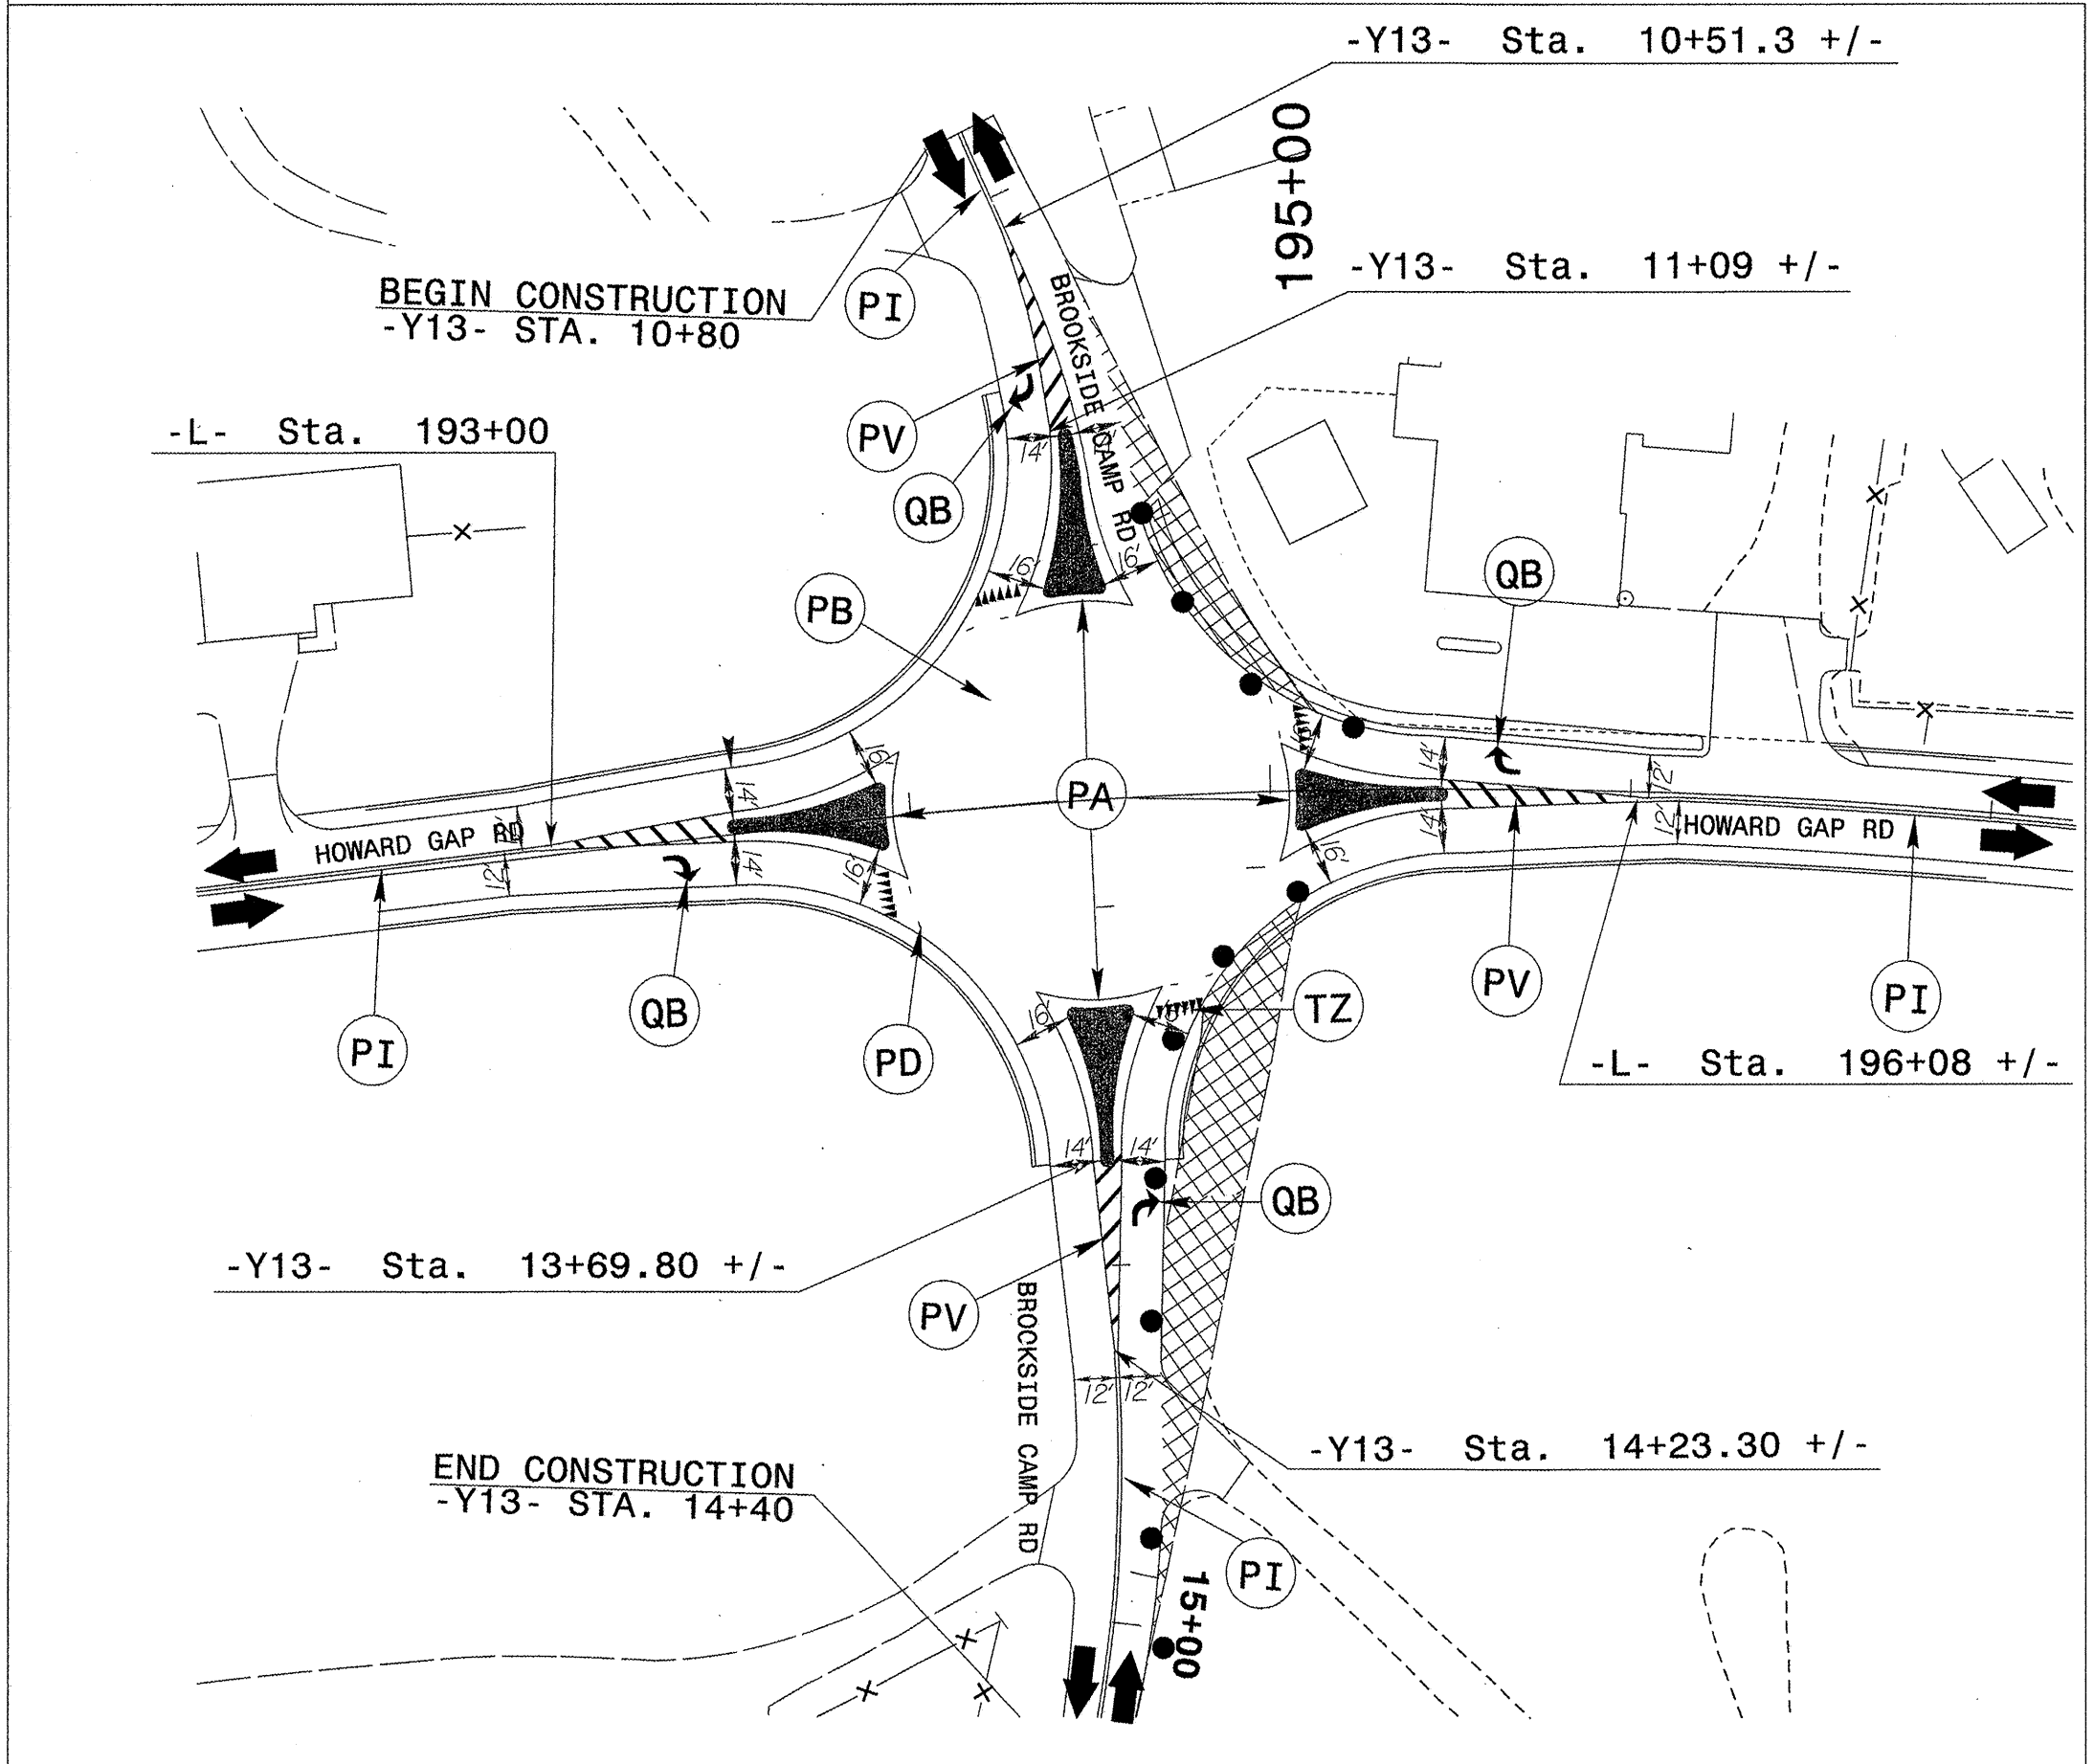 -Y13- Sta. 10+51.3 +/-
195+00
-Y13- Sta. 11+09 +/-
BEGIN CONSTRUCTION
-Y13- STA. 10+80
PI
BROOKSIDE CAMP RD
-L- Sta. 193+00
PV
14'
QB
QB
16'
16'
PB
16'
14'
14'
12'
PA
HOWARD GAP RD
12'
14'
16'
14'
16'
12'
HOWARD GAP RD
PI
QB
PD
16'
TZ
PV
PI
-L- Sta. 196+08 +/-
14'
14'
QB
-Y13- Sta. 13+69.80 +/-
PV
BROOKSIDE CAMP RD
12'
12'
-Y13- Sta. 14+23.30 +/-
END CONSTRUCTION
-Y13- STA. 14+40
PI
15+00